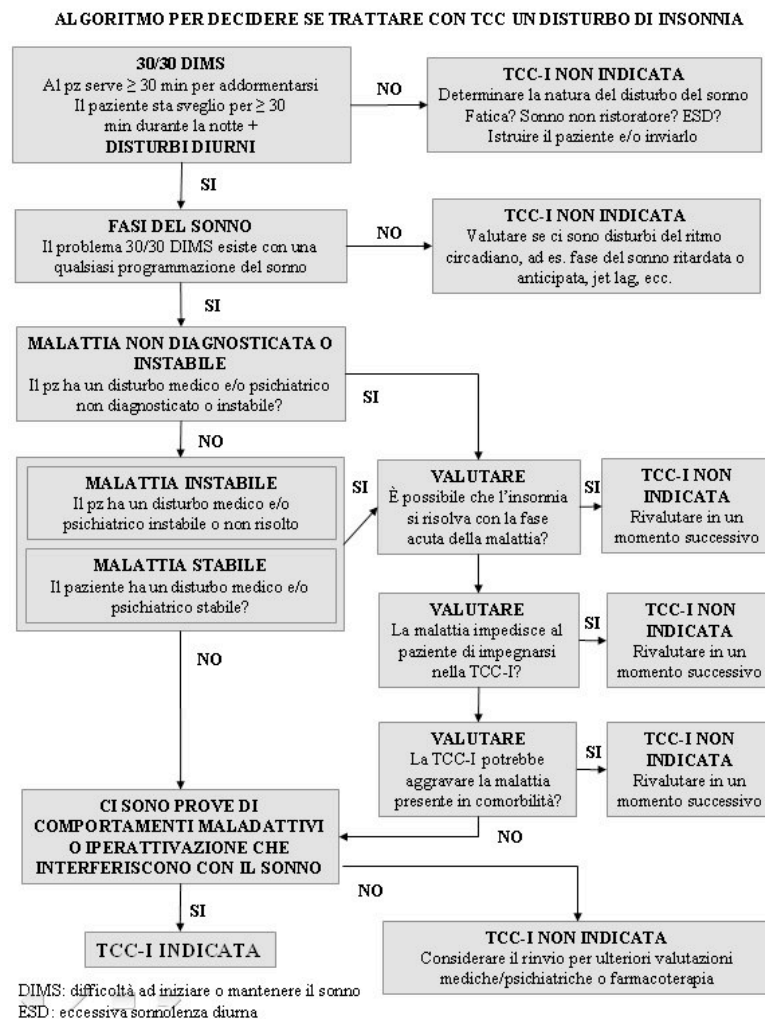 ALGORITMO PER DECIDERE SE TRATTARE CON TCC UN DISTURBO DI INSONNIA
30/30 DIMS
Al pz serve ≥ 30 min per addormentarsi
Il paziente sta sveglio per ≥ 30
min durante la notte +
DISTURBI DIURNI
NO
TCC-I NON INDICATA
Determinare la natura del disturbo del sonno
Fatica? Sonno non ristoratore? ESD?
Istruire il paziente e/o inviarlo
SI
FASI DEL SONNO
Il problema 30/30 DIMS esiste con una
qualsiasi programmazione del sonno
NO
TCC-I NON INDICATA
Valutare se ci sono disturbi del ritmo
circadiano, ad es. fase del sonno ritardata o
anticipata, jet lag, ecc.
SI
MALATTIA NON DIAGNOSTICATA O
INSTABILE
Il pz ha un disturbo medico e/o psichiatrico
non diagnosticato o instabile?
SI
NO
MALATTIA INSTABILE
Il pz ha un disturbo medico e/o
psichiatrico instabile o non risolto
MALATTIA STABILE
Il paziente ha un disturbo medico e/o
psichiatrico stabile?
SI
VALUTARE
È possibile che l'insonnia
si risolva con la fase
acuta della malattia?
SI
TCC-I NON
INDICATA
Rivalutare in un
momento successivo
VALUTARE
La malattia impedisce al
paziente di impegnarsi
nella TCC-I?
SI
TCC-I NON
INDICATA
Rivalutare in un
momento successivo
NO
VALUTARE
La TCC-I potrebbe
aggravare la malattia
presente in comorbilità?
SI
TCC-I NON
INDICATA
Rivalutare in un
momento successivo
NO
CI SONO PROVE DI
COMPORTAMENTI MALADATTIVI
O IPERATTIVAZIONE CHE
INTERFERISCONO CON IL SONNO
NO
SI
TCC-I INDICATA
TCC-I NON INDICATA
Considerare il rinvio per ulteriori valutazioni
mediche/psichiatriche o farmacoterapia
DIMS: difficoltà ad iniziare o mantenere il sonno
ESD: eccessiva sonnolenza diurna